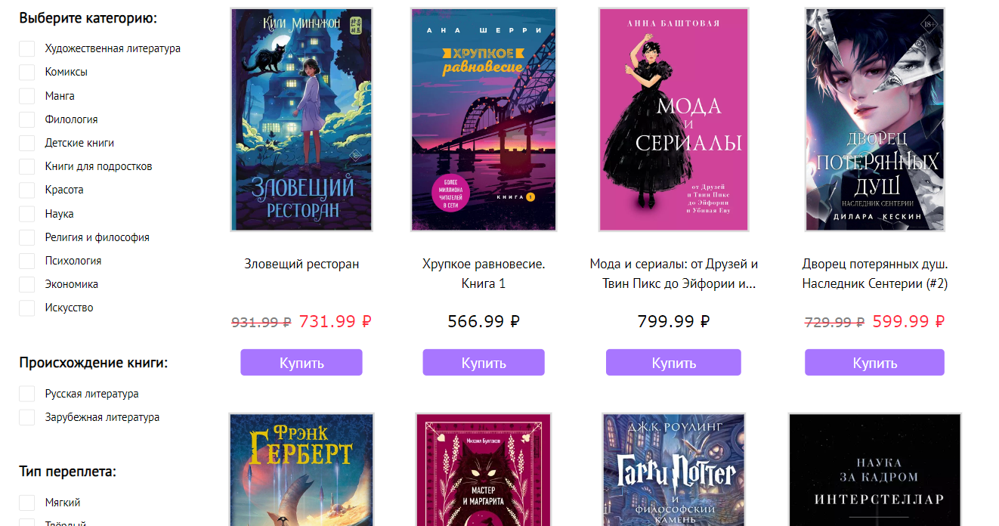 Выберите категорию:
Художественная литература
Комиксы
Манга
Филология
Детские книги
Книги для подростков
Красота
Наука
Религия и философия
Психология
Экономика
Искусство
Происхождение книги:
Русская литература
Зарубежная литература
Тип переплета:
Мягкий
Твёрдый
Ким Минчжон
18+
ЗЛОВЕЩИЙ
РЕСТОРАН
Зловещий ресторан
931.99 ₽ 731.99 ₽
Купить
АНА ШЕРРИ
ХРУПКОЕ
равновесие
БОЛЕЕ
МИЛЛИОНА
ЧИТАТЕЛЕЙ
В СЕТИ
КНИГА 1
Хрупкое равновесие.
Книга 1
566.99 ₽
Купить
АННА БАШТОВАЯ
МОДА
И
СЕРИАЛЫ
от Друзей
и Твин Пикс
до Эйфории
и Убивая Еву
Мода и сериалы: от Друзей и
Твин Пикс до Эйфории и...
799.99 ₽
Купить
18+
ДВОРЕЦ
ПОТЕРЯННЫХ
ДУШ
НАСЛЕДНИК СЕНТЕРИИ
ДИЛАРА КЕСКИН
Дворец потерянных душ.
Наследник Сентерии (#2)
729.99 ₽ 599.99 ₽
Купить
ФРЭНК
ГЕРБЕРТ
Михаил Булгаков
МАСТЕР
И МАРГАРИТА
ДЖ.К. РОУЛИНГ
Гарри Поттер
И
ФИЛОСОФСКИЙ
КАМЕНЬ
НАУКА
ЗА КАДРОМ
ИНТЕРСТЕЛЛАР